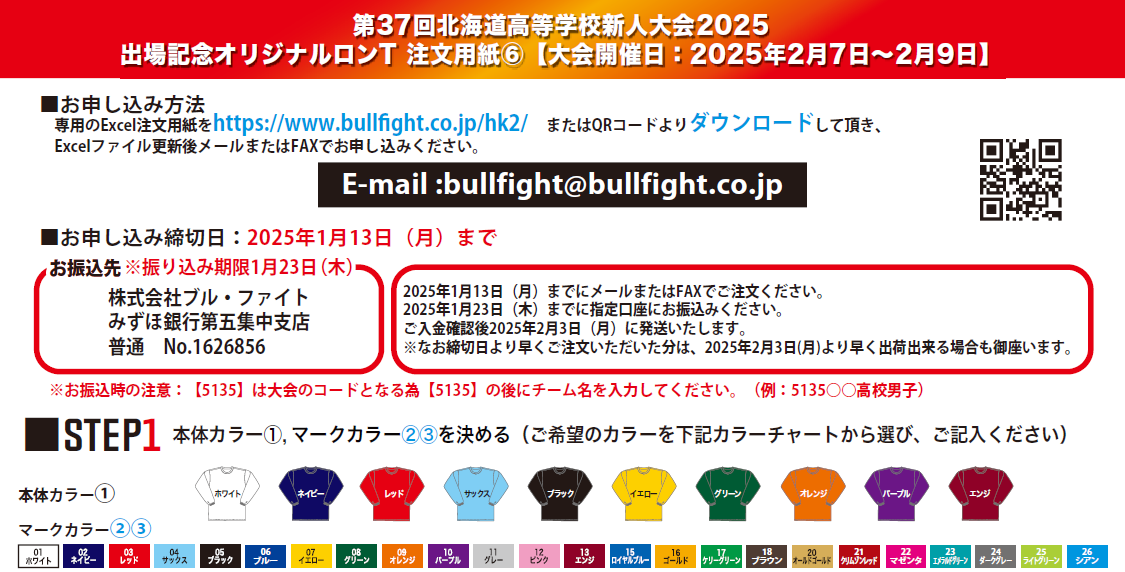 第37回北海道高等学校新人大会2025
出場記念オリジナルロンT 注文用紙⑥【大会開催日：2025年2月7日～2月9日】
■お申し込み方法
専用のExcel注文用紙をhttps://www.bullfight.co.jp/hk2/ またはQRコードよりダウンロードして頂き、
Excelファイル更新後メールまたはFAXでお申し込みください。
E-mail :bullfight@bullfight.co.jp
■お申し込み締切日：2025年1月13日（月）まで
お振込先 ※振り込み期限1月23日（木）
株式会社ブル・ファイト
みずほ銀行第五集中支店
普通 No.1626856
2025年1月13日（月）までにメールまたはFAXでご注文ください。
2025年1月23日（木）までに指定口座にお振込みください。
ご入金確認後2025年2月3日（月）に発送いたします。
※なお締切日より早くご注文いただいた分は、2025年2月3日(月)より早く出荷出来る場合も御座います。
※お振込時の注意：【5135】は大会のコードとなる為【5135】の後にチーム名を入力してください。（例：5135○○高校男子）
■STEP1 本体カラー①, マークカラー②③を決める（ご希望のカラーを下記カラーチャートから選び、ご記入ください）
本体カラー①
ホワイト ネイビー レッド サックス ブラック イエロー グリーン オレンジ パープル エンジ
マークカラー②③
01 02 03 04 05 06 07 08 09 10 11 12 13 15 16 17 18 20 21 22 23 24 25 26
ホワイト ネイビー レッド サックス ブラック ブルー イエロー グリーン オレンジ パープル グレー ピンク エンジ ロイヤルブルー ゴールド ケリーグリーン ブラウン オールドゴールド クリムソンレッド マゼンタ エメラルドグリーン ダークグレー ライトグリーン シアン